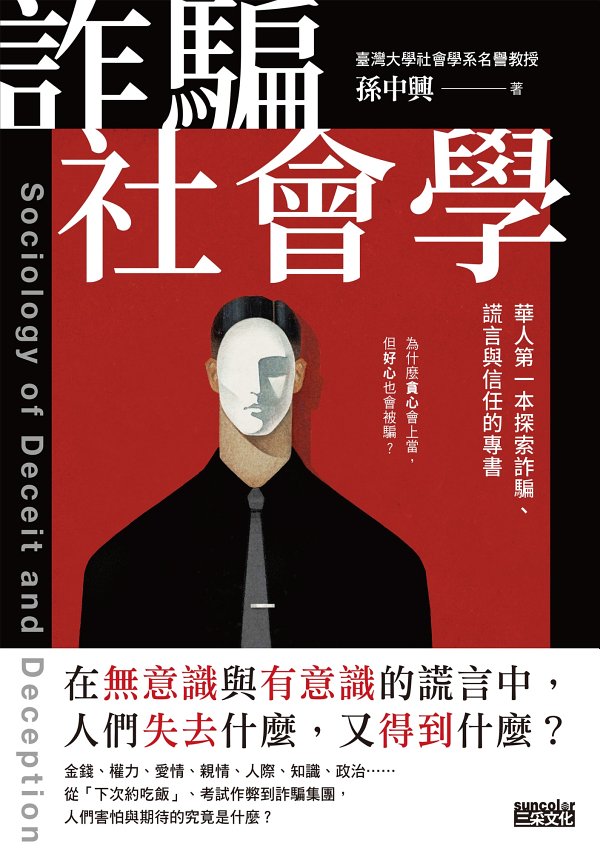 詐騙
社會學
臺灣大學社會學系名譽教授
孫中興 著
Sociology of Deceit and Deception
華人第一本探索詐騙、
謊言與信任的專書
為什麼貪心會上當，
但好心也會被騙？
在無意識與有意識的謊言中，
人們失去什麼，又得到什麼？
金錢、權力、愛情、親情、人際、知識、政治……
從「下次約吃飯」、考試作弊到詐騙集團，
人們害怕與期待的究竟是什麼？
suncolor
三采文化